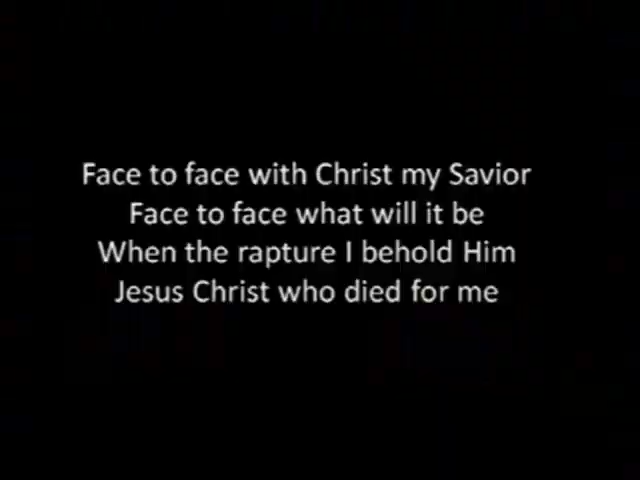 Face to face with Christ my Savior
Face to face what will it be
When the rapture I behold Him
Jesus Christ who died for me